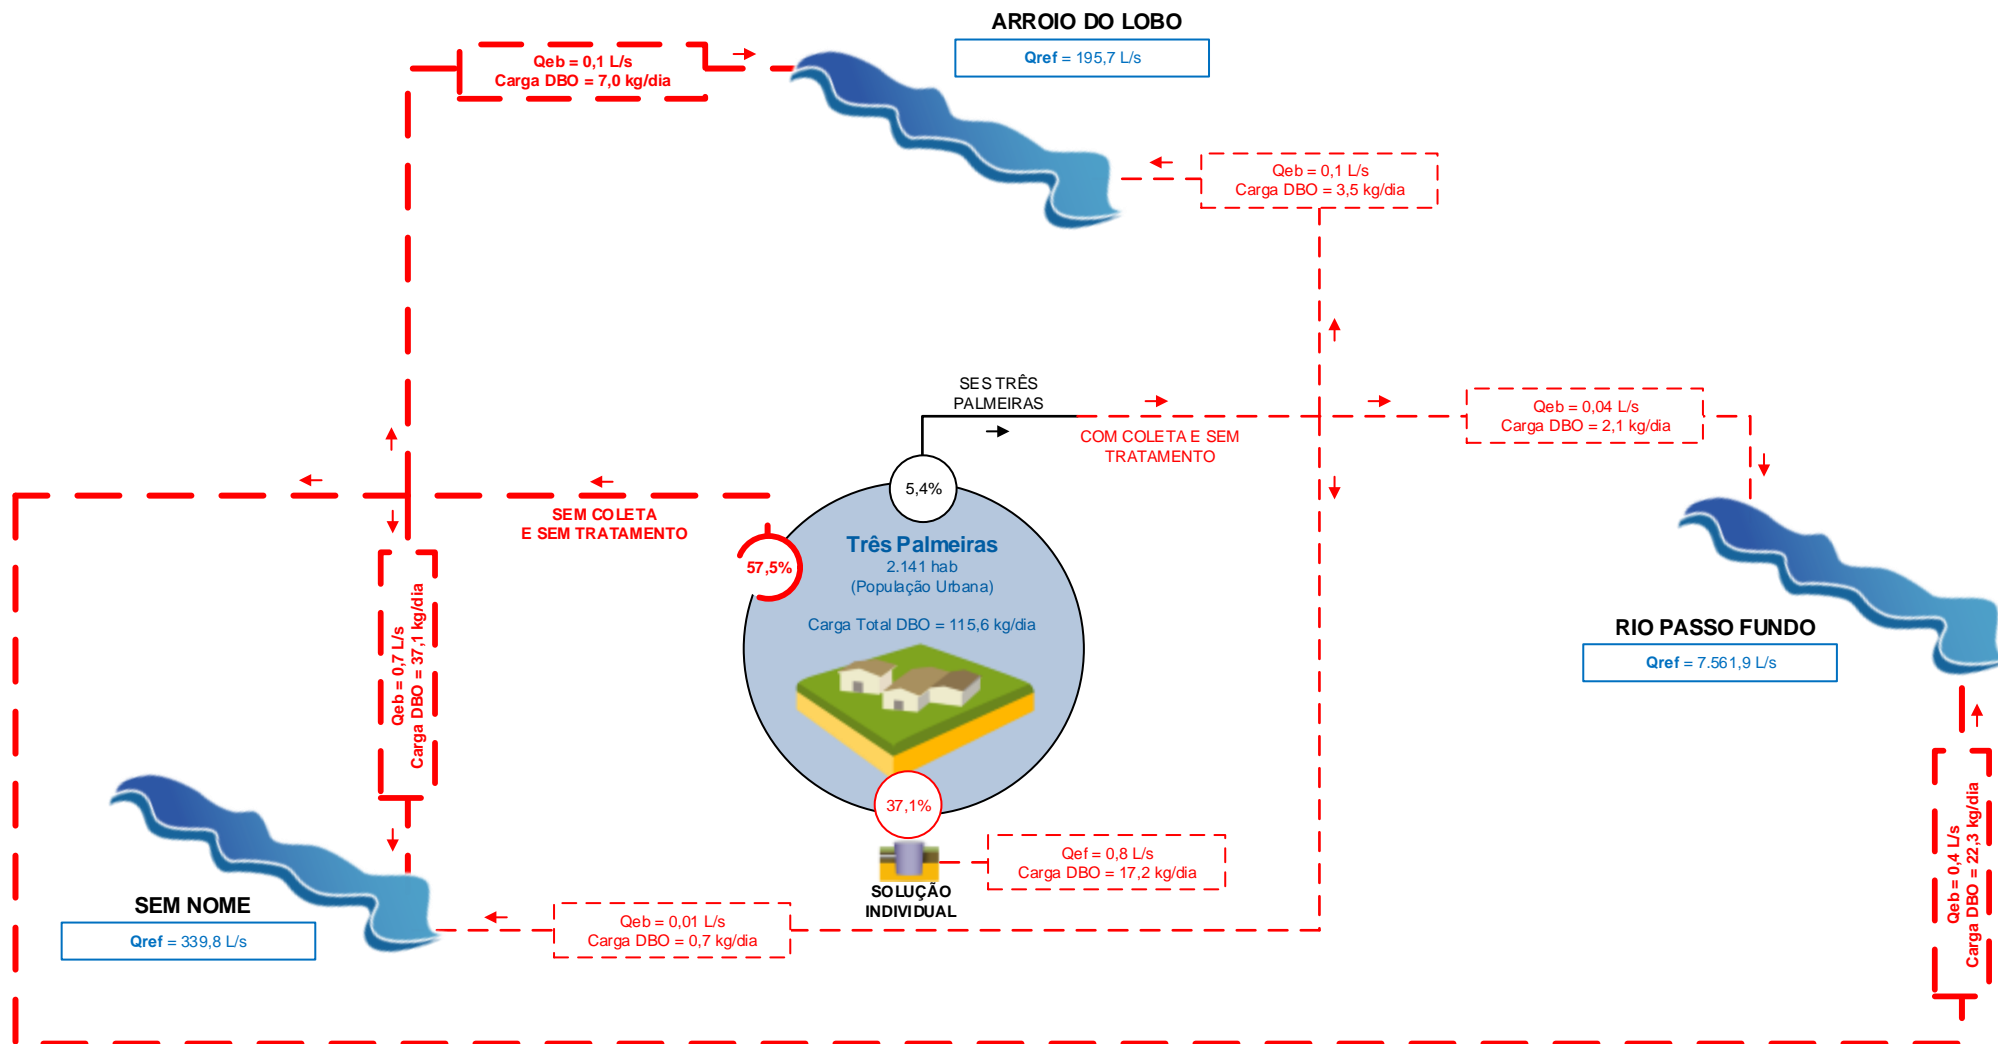 ARROIO DO LOBO
Qref = 195,7 L/s
Qeb = 0,1 L/s
Carga DBO = 7,0 kg/dia
Qeb = 0,1 L/s
Carga DBO = 3,5 kg/dia
SES TRÊS
PALMEIRAS
COM COLETA E SEM
TRATAMENTO
Qeb = 0,04 L/s
Carga DBO = 2,1 kg/dia
5,4%
SEM COLETA
E SEM TRATAMENTO
57,5%
Três Palmeiras
2.141 hab
(População Urbana)
Carga Total DBO = 115,6 kg/dia
Qeb = 0,7 L/s
Carga DBO = 37,1 kg/dia
RIO PASSO FUNDO
Qref = 7.561,9 L/s
37,1%
Qef = 0,8 L/s
Carga DBO = 17,2 kg/dia
SOLUÇÃO
INDIVIDUAL
Qeb = 0,4 L/s
Carga DBO = 22,3 kg/dia
SEM NOME
Qref = 339,8 L/s
Qeb = 0,01 L/s
Carga DBO = 0,7 kg/dia